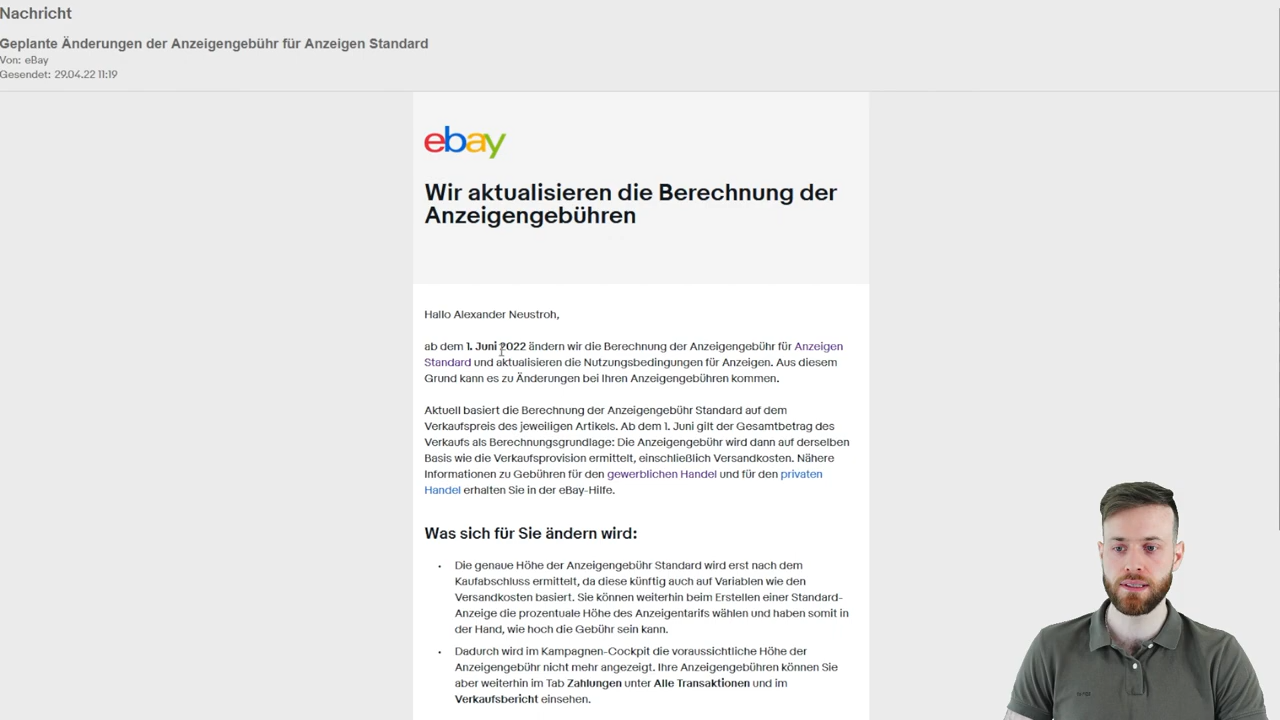 Nachricht
Geplante Änderungen der Anzeigengebühr für Anzeigen Standard
Von: eBay
Gesendet: 29.04.22 11:19
ebay
Wir aktualisieren die Berechnung der
Anzeigengebühren
Hallo Alexander Neustroh,
ab dem 1. Juni 2022 ändern wir die Berechnung der Anzeigengebühr für Anzeigen
Standard und aktualisieren die Nutzungsbedingungen für Anzeigen. Aus diesem
Grund kann es zu Änderungen bei Ihren Anzeigengebühren kommen.
Aktuell basiert die Berechnung der Anzeigengebühr Standard auf dem
Verkaufspreis des jeweiligen Artikels. Ab dem 1. Juni gilt der Gesamtbetrag des
Verkaufs als Berechnungsgrundlage: Die Anzeigengebühr wird dann auf derselben
Basis wie die Verkaufsprovision ermittelt, einschließlich Versandkosten. Nähere
Informationen zu Gebühren für den gewerblichen Handel und für den privaten
Handel erhalten Sie in der eBay-Hilfe.
Was sich für Sie ändern wird:
· Die genaue Höhe der Anzeigengebühr Standard wird erst nach dem
Kaufabschluss ermittelt, da diese künftig auch auf Variablen wie den
Versandkosten basiert. Sie können weiterhin beim Erstellen einer Standard-
Anzeige die prozentuale Höhe des Anzeigentarifs wählen und haben somit in
der Hand, wie hoch die Gebühr sein kann.
· Dadurch wird im Kampagnen-Cockpit die voraussichtliche Höhe der
Anzeigengebühr nicht mehr angezeigt. Ihre Anzeigengebühren können Sie
aber weiterhin im Tab Zahlungen unter Alle Transaktionen und im
Verkaufsbericht einsehen.